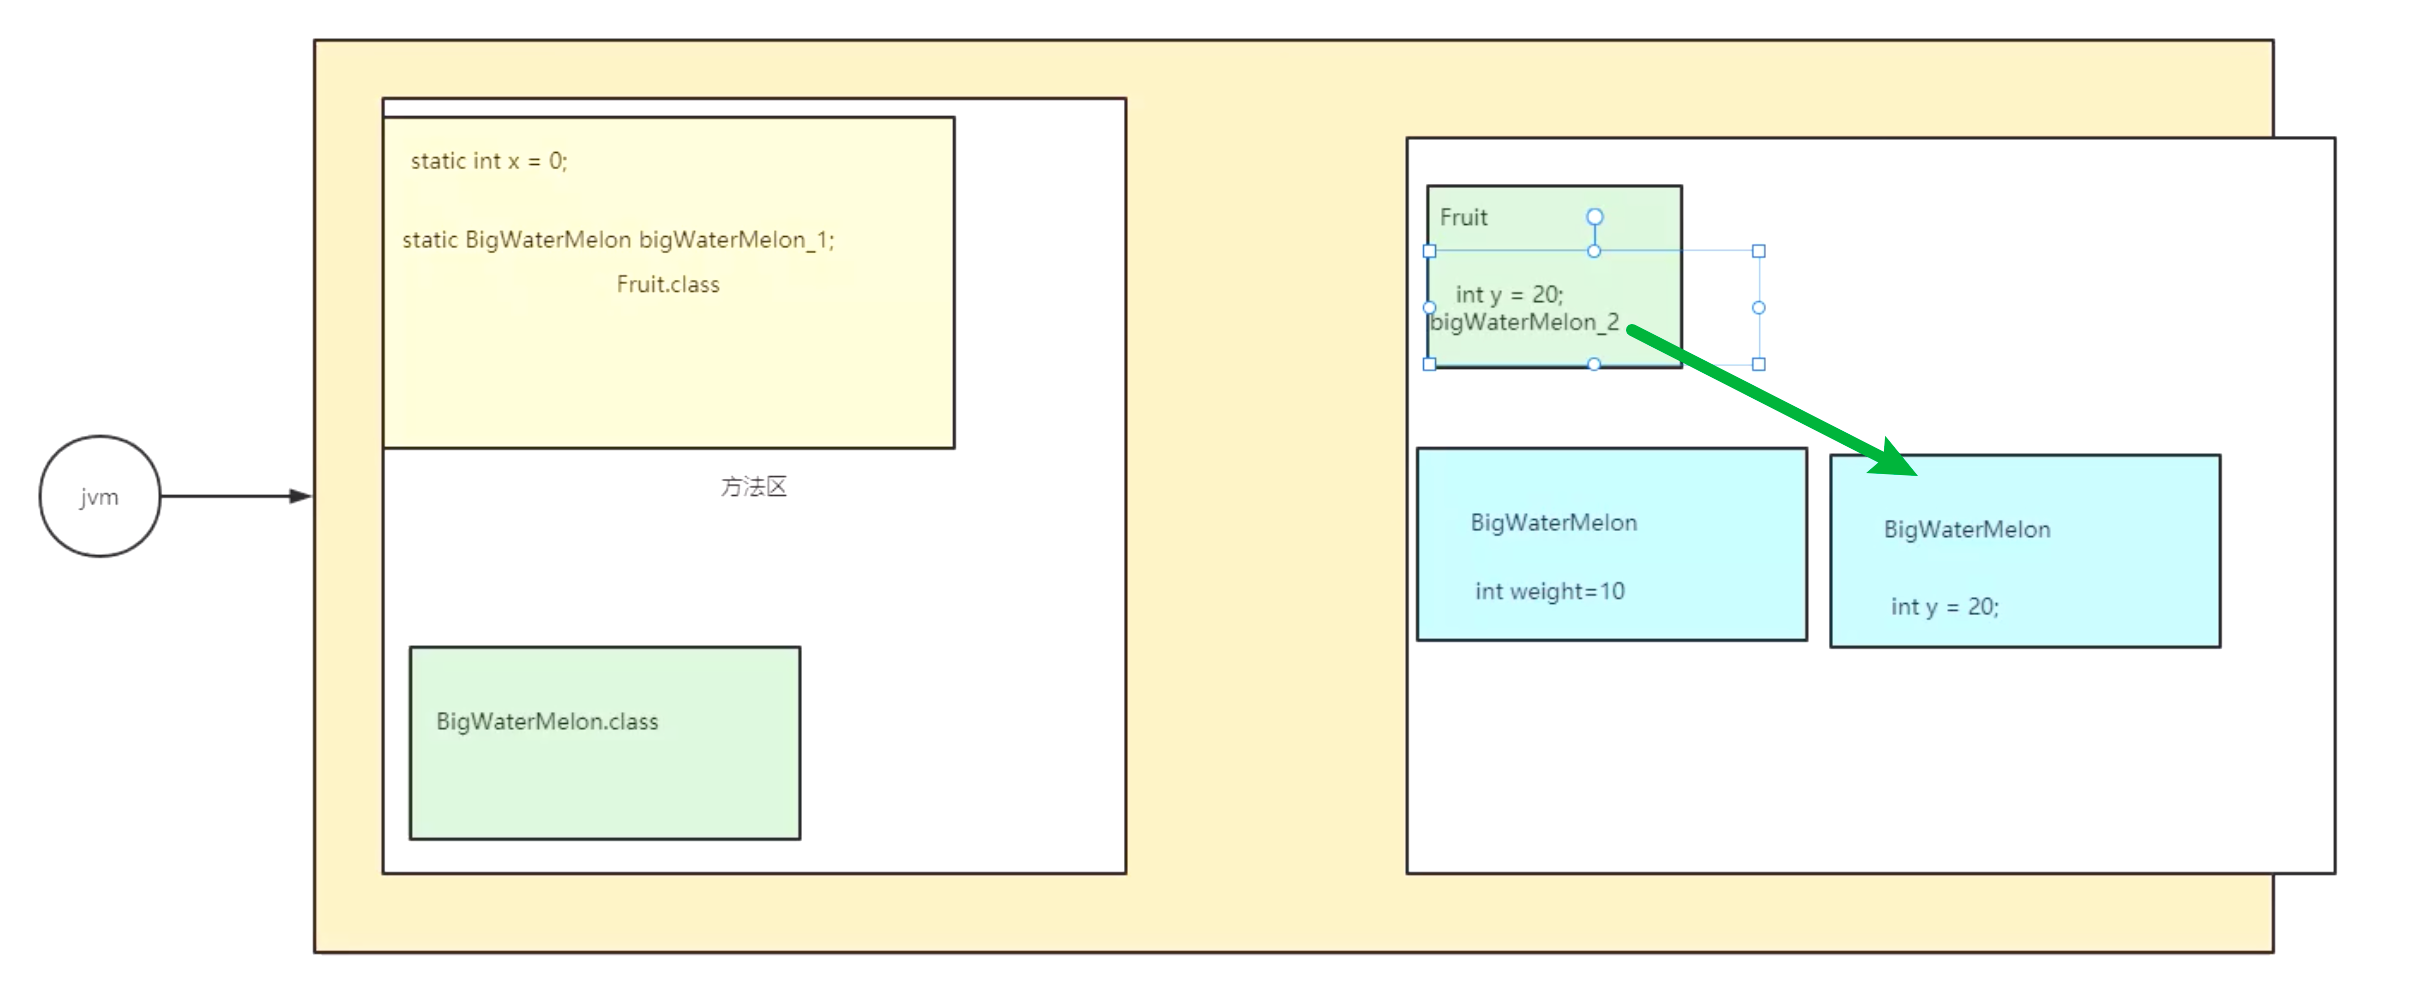 jvm
static int x = 0;
static BigWaterMelon bigWaterMelon_1;
Fruit.class
方法区
BigWaterMelon.class
Fruit
int y = 20;
bigWaterMelon_2
BigWaterMelon
int weight=10
BigWaterMelon
int y = 20;